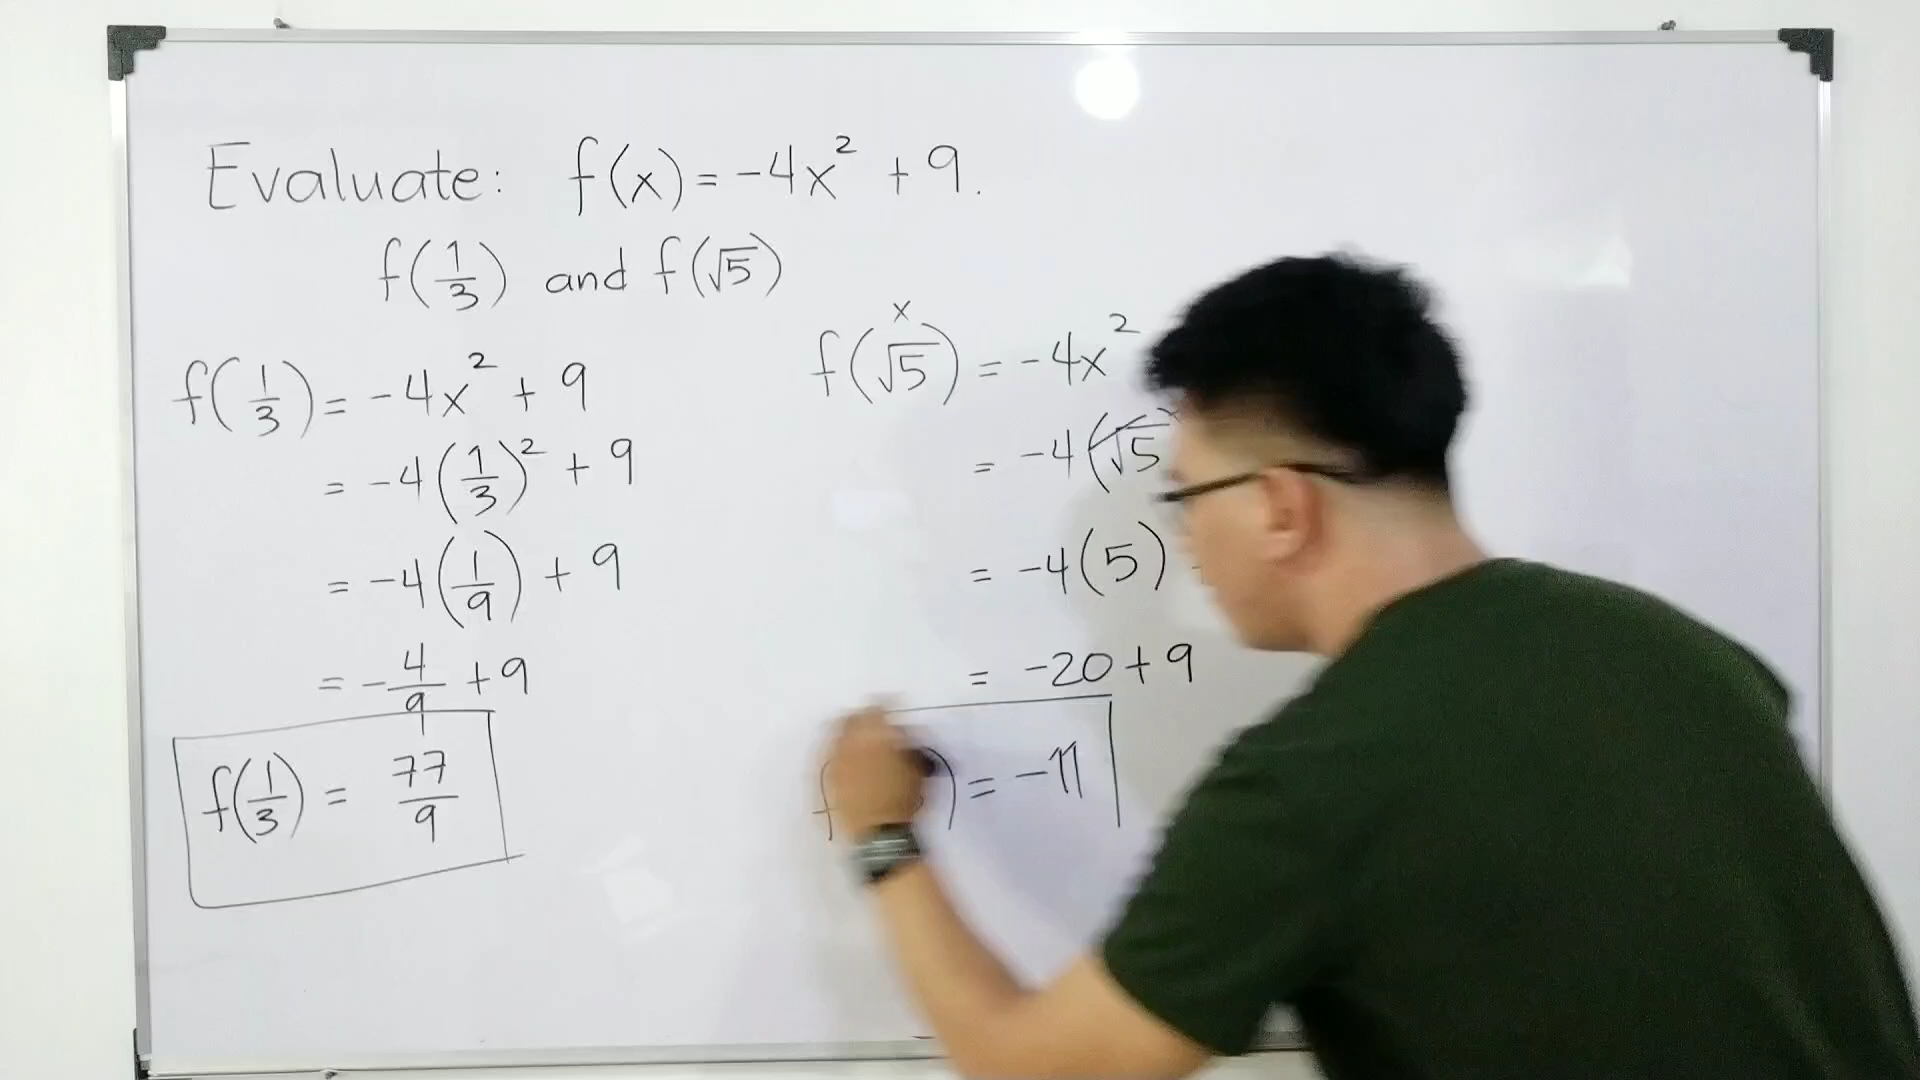 Evaluate: f(x) = -4x² + 9.
f(1/3) and f(√5)
f(1/3) = -4x² + 9
= -4(1/3)² + 9
= -4(1/9) + 9
= -4/9 + 9
f(1/3) = 77/9
x
f(√5) = -4x²
= -4(√5
= -4(5)
= -20 + 9
) = -11